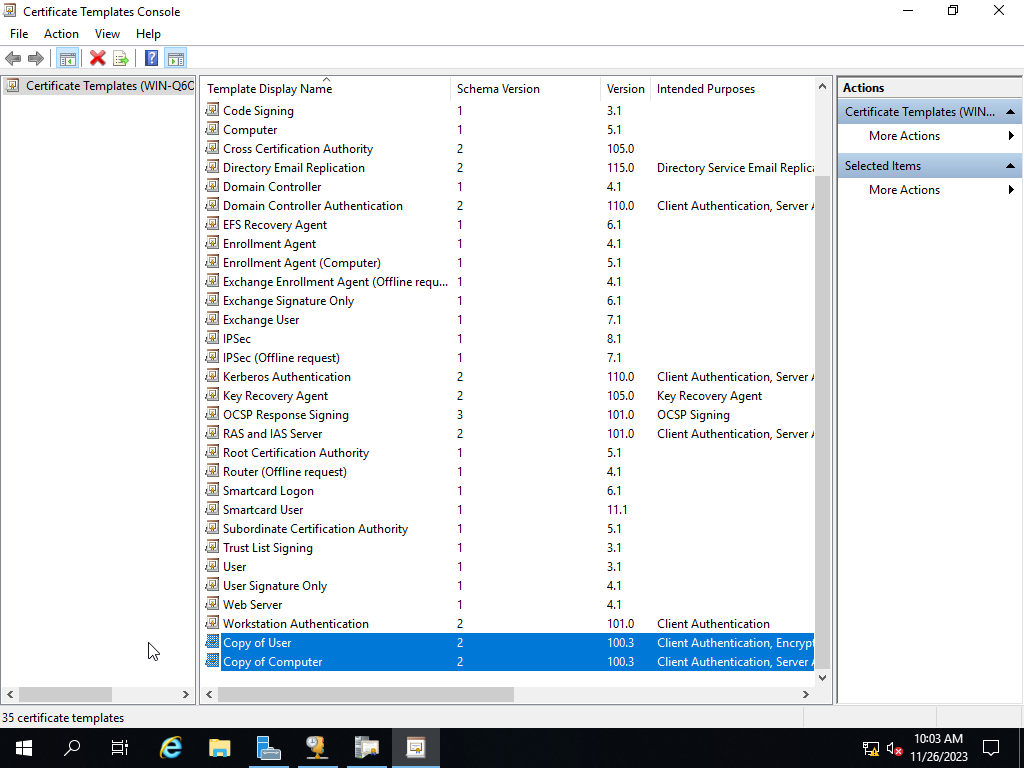 Certificate Templates Console
File Action View Help
Certificate Templates (WIN-Q6C
Template Display Name Schema Version Version Intended Purposes
Code Signing 1 3.1
Computer 1 5.1
Cross Certification Authority 2 105.0
Directory Email Replication 2 115.0 Directory Service Email Replica
Domain Controller 1 4.1
Domain Controller Authentication 2 110.0 Client Authentication, Server A
EFS Recovery Agent 1 6.1
Enrollment Agent 1 4.1
Enrollment Agent (Computer) 1 5.1
Exchange Enrollment Agent (Offline requ... 1 4.1
Exchange Signature Only 1 6.1
Exchange User 1 7.1
IPSec 1 8.1
IPSec (Offline request) 1 7.1
Kerberos Authentication 2 110.0 Client Authentication, Server A
Key Recovery Agent 2 105.0 Key Recovery Agent
OCSP Response Signing 3 101.0 OCSP Signing
RAS and IAS Server 2 101.0 Client Authentication, Server A
Root Certification Authority 1 5.1
Router (Offline request) 1 4.1
Smartcard Logon 1 6.1
Smartcard User 1 11.1
Subordinate Certification Authority 1 5.1
Trust List Signing 1 3.1
User 1 3.1
User Signature Only 1 4.1
Web Server 1 4.1
Workstation Authentication 2 101.0 Client Authentication
Copy of User 2 100.3 Client Authentication, Encrypt
Copy of Computer 2 100.3 Client Authentication, Server A
Actions
Certificate Templates (WIN...
More Actions
Selected Items
More Actions
35 certificate templates
10:03 AM
11/26/2023